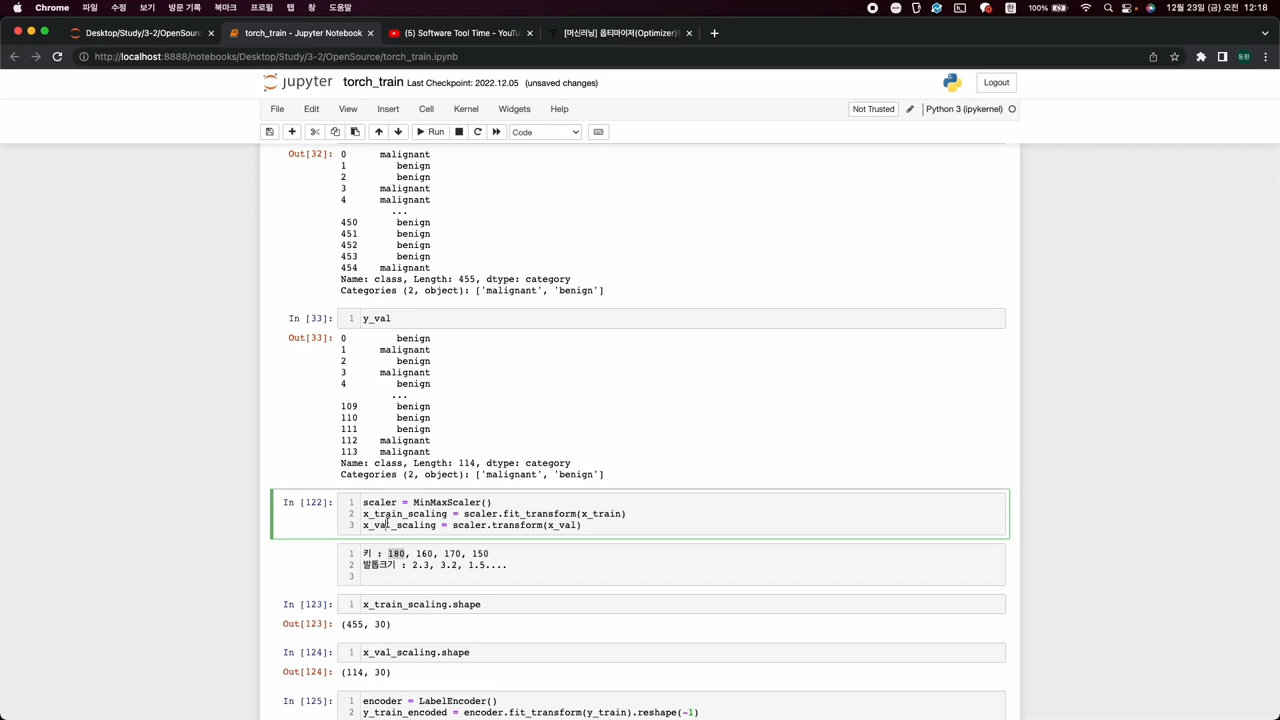 Chrome 파일 수정 보기 방문 기록 북마크 프로필 탭 창 도움말 100% 12월 23일 (금) 오전 12:18
Desktop/Study/3-2/OpenSourc torch_train - Jupyter Notebook (5) Software Tool Time - YouTu [머신러닝] 옵티마이저(Optimizer)
http://localhost:8888/notebooks/Desktop/Study/3-2/OpenSource/torch_train.ipynb
jupyter torch_train Last Checkpoint: 2022.12.05 (unsaved changes) Logout
File Edit View Insert Cell Kernel Widgets Help Not Trusted Python 3 (ipykernel)
Run Code
Out[32]: 0 malignant
1 benign
2 benign
3 malignant
4 malignant
...
450 benign
451 benign
452 benign
453 benign
454 malignant
Name: class, Length: 455, dtype: category
Categories (2, object): ['malignant', 'benign']
In [33]: 1 y_val
Out[33]: 0 benign
1 malignant
2 benign
3 malignant
4 benign
...
109 benign
110 benign
111 benign
112 malignant
113 malignant
Name: class, Length: 114, dtype: category
Categories (2, object): ['malignant', 'benign']
In [122]: 1 scaler = MinMaxScaler()
2 x_train_scaling = scaler.fit_transform(x_train)
3 x_val_scaling = scaler.transform(x_val)
1 키 : 180, 160, 170, 150
2 발톱크기 : 2.3, 3.2, 1.5....
3
In [123]: 1 x_train_scaling.shape
Out[123]: (455, 30)
In [124]: 1 x_val_scaling.shape
Out[124]: (114, 30)
In [125]: 1 encoder = LabelEncoder()
2 y_train_encoded = encoder.fit_transform(y_train).reshape(-1)